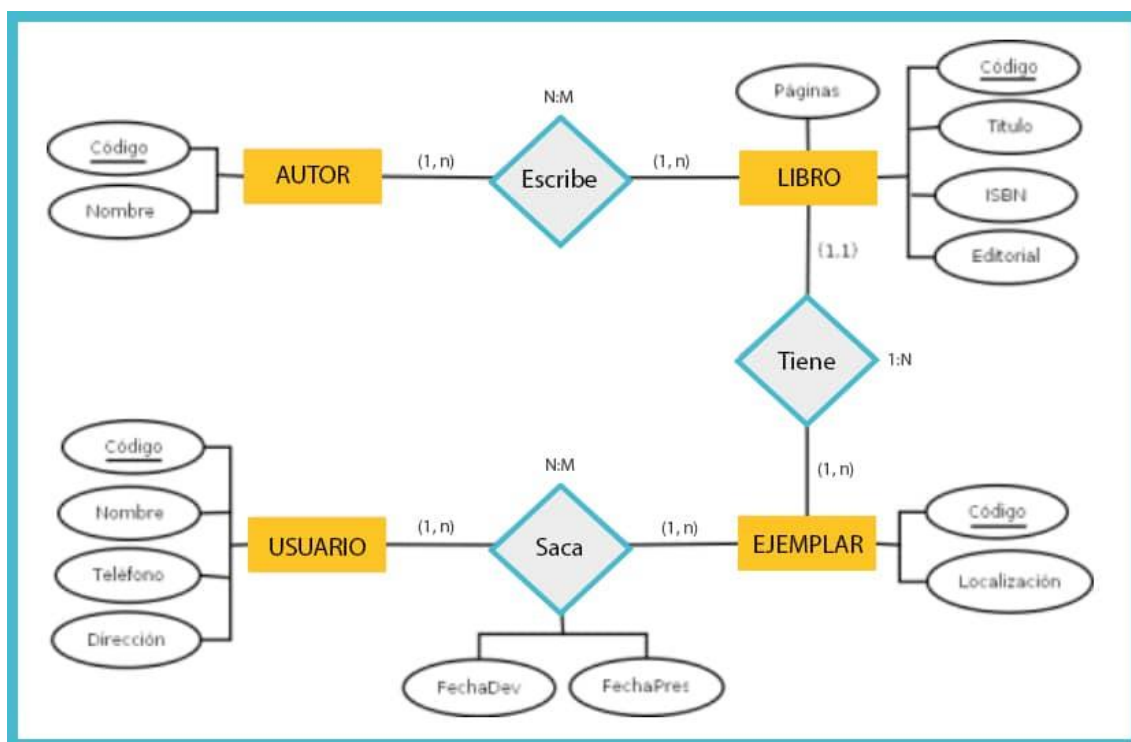 Código
Nombre
AUTOR
(1, n)
N:M
Escribe
(1, n)
Páginas
LIBRO
Código
Titulo
ISBN
Editorial
(1,1)
Tiene
1:N
(1, n)
Código
Nombre
Teléfono
Dirección
USUARIO
(1, n)
N:M
Saca
(1, n)
EJEMPLAR
Código
Localización
FechaDev
FechaPres